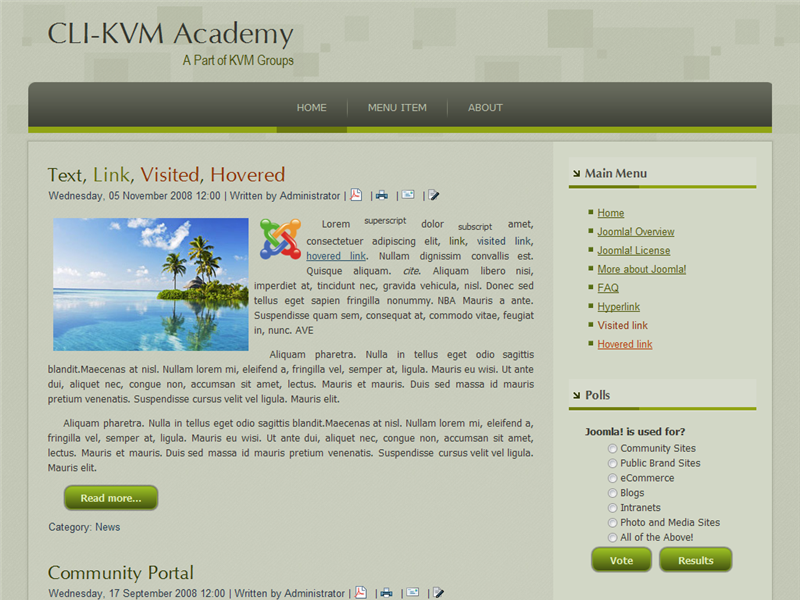 CLI-KVM Academy
A Part of KVM Groups
HOME
MENU ITEM
ABOUT
Text, Link, Visited, Hovered
Wednesday, 05 November 2008 12:00 | Written by Administrator | | | |
Lorem superscript dolor subscript amet,
consectetuer adipiscing elit, link, visited link,
hovered link. Nullam dignissim convallis est.
Quisque aliquam. cite. Aliquam libero nisi,
imperdiet at, tincidunt nec, gravida vehicula, nisl. Donec sed
tellus eget sapien fringilla nonummy. NBA Mauris a ante.
Suspendisse quam sem, consequat at, commodo vitae, feugiat
in, nunc. AVE
Aliquam pharetra. Nulla in tellus eget odio sagittis
blandit.Maecenas at nisl. Nullam lorem mi, eleifend a, fringilla vel, semper at, ligula. Mauris eu wisi. Ut ante
dui, aliquet nec, congue non, accumsan sit amet, lectus. Mauris et mauris. Duis sed massa id mauris
pretium venenatis. Suspendisse cursus velit vel ligula. Mauris elit.
Aliquam pharetra. Nulla in tellus eget odio sagittis blandit.Maecenas at nisl. Nullam lorem mi, eleifend a,
fringilla vel, semper at, ligula. Mauris eu wisi. Ut ante dui, aliquet nec, congue non, accumsan sit amet,
lectus. Mauris et mauris. Duis sed massa id mauris pretium venenatis. Suspendisse cursus velit vel ligula.
Mauris elit.
Read more...
Category: News
Community Portal
Wednesday, 17 September 2008 12:00 | Written by Administrator | | | |
Main Menu
Home
Joomla! Overview
Joomla! License
More about Joomla!
FAQ
Hyperlink
Visited link
Hovered link
Polls
Joomla! is used for?
Community Sites
Public Brand Sites
eCommerce
Blogs
Intranets
Photo and Media Sites
All of the Above!
Vote
Results